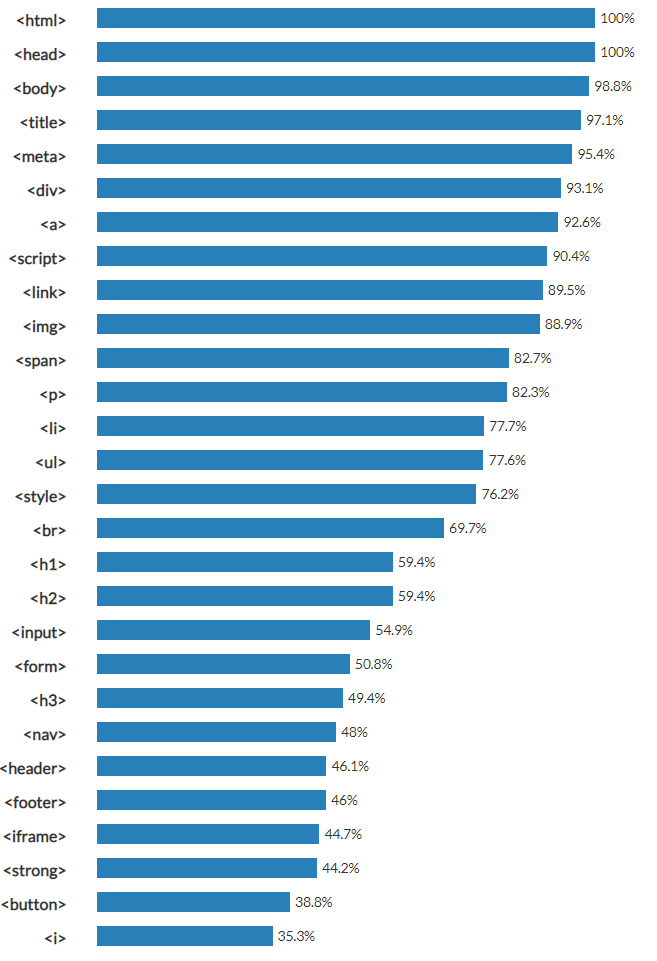 <html> 100%
<head> 100%
<body> 98.8%
<title> 97.1%
<meta> 95.4%
<div> 93.1%
<a> 92.6%
<script> 90.4%
<link> 89.5%
<img> 88.9%
<span> 82.7%
<p> 82.3%
<li> 77.7%
<ul> 77.6%
<style> 76.2%
<br> 69.7%
<h1> 59.4%
<h2> 59.4%
<input> 54.9%
<form> 50.8%
<h3> 49.4%
<nav> 48%
<header> 46.1%
<footer> 46%
<iframe> 44.7%
<strong> 44.2%
<button> 38.8%
<i> 35.3%